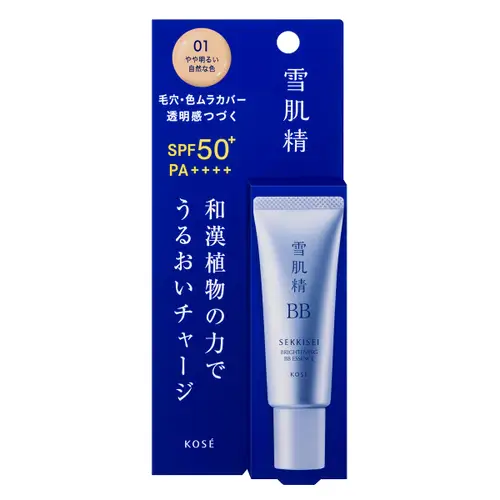 01
やや明るい
自然な色
毛穴・色ムラカバー
透明感つづく
SPF50+
PA++++
和漢植物の力で
うるおいチャージ
KOSÉ
雪肌精
雪肌精
BB
SEKKISEI
BRIGHTENING
BB ESSENCE
KOSÉ